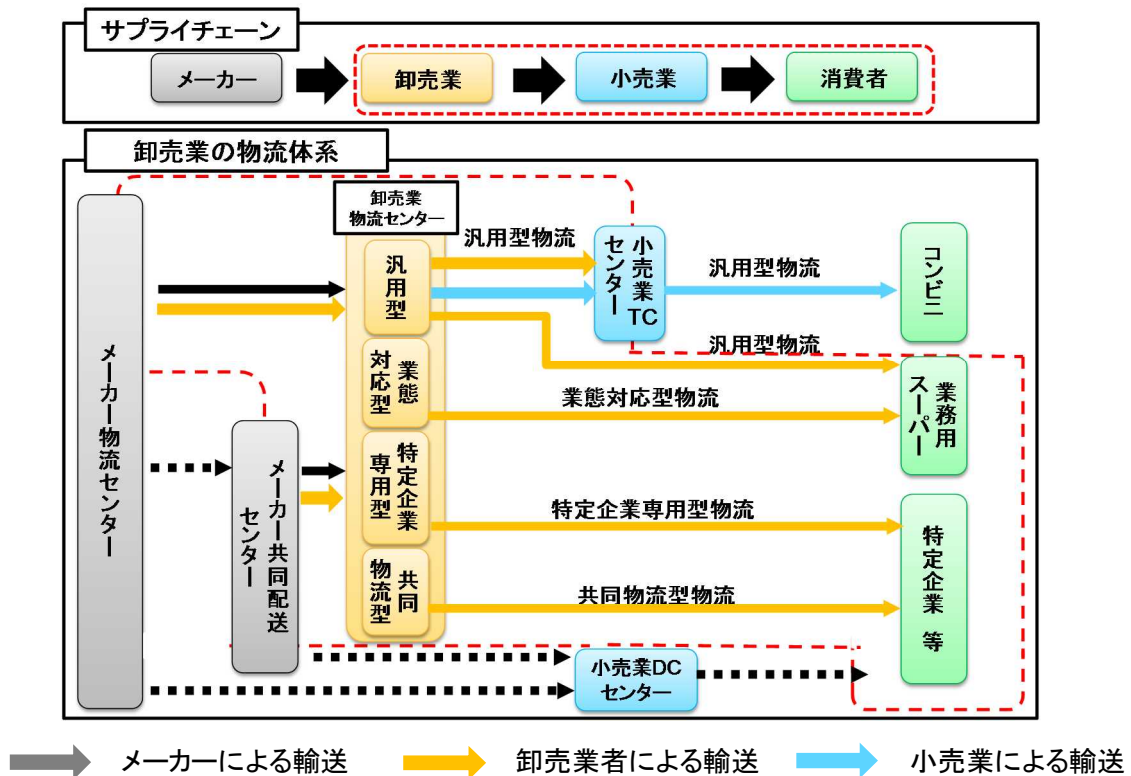 サプライチェーン
メーカー
卸売業
小売業
消費者
卸売業の物流体系
メーカー物流センター
メーカー共同配送
センター
卸売業
物流センター
汎用型
業態
対応型
特定企業
専用型
共同
物流型
汎用型物流
小売業TC
センター
汎用型物流
汎用型物流
業態対応型物流
特定企業専用型物流
共同物流型物流
小売業DC
センター
コンビニ
業務用
スーパー
特定企業 等
メーカーによる輸送
卸売業者による輸送
小売業による輸送